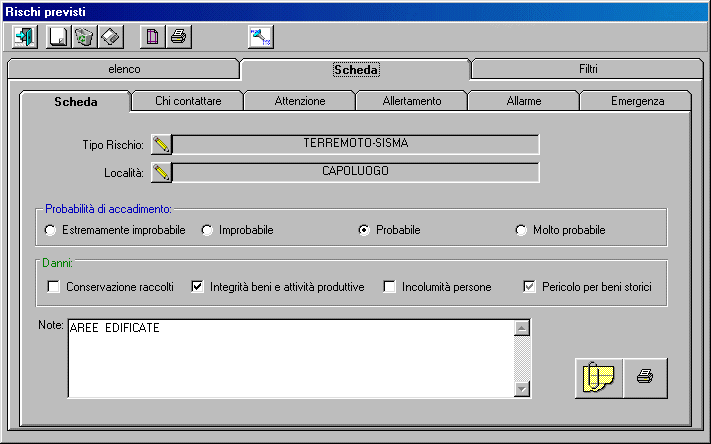 Rischi previsti
elenco Scheda Filtri
Scheda Chi contattare Attenzione Allertamento Allarme Emergenza
Tipo Rischio: TERREMOTO-SISMA
Località: CAPOLUOGO
Probabilità di accadimento:
Estremamente improbabile Improbabile Probabile Molto probabile
Danni:
Conservazione raccolti Integrità beni e attività produttive Incolumità persone Pericolo per beni storici
Note: AREE EDIFICATE